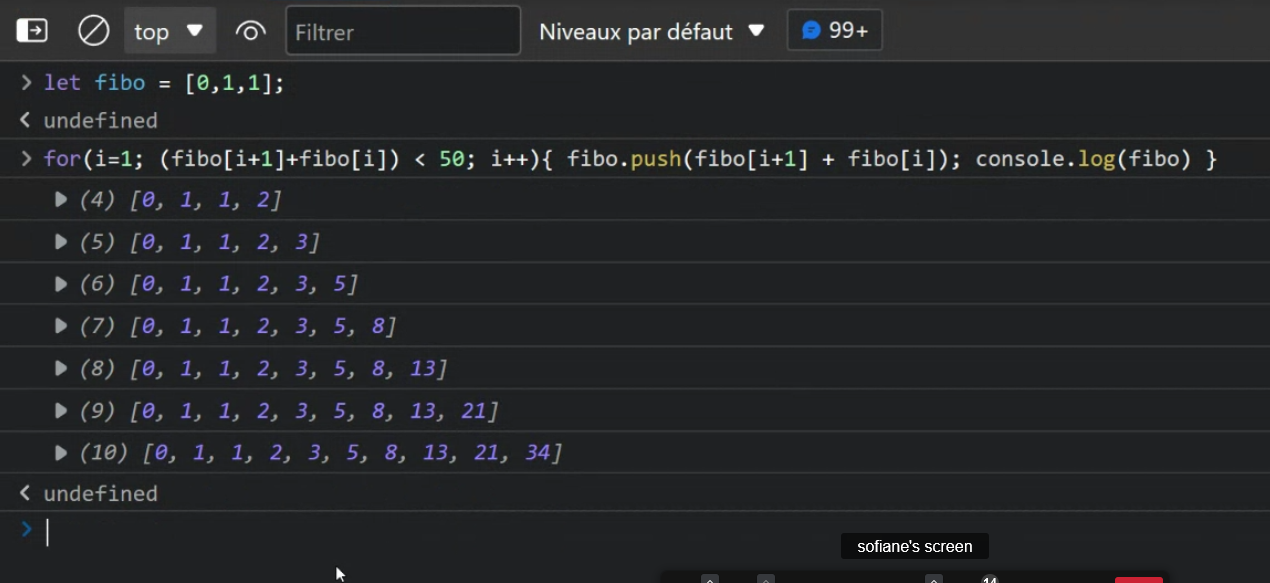 top Filtrer Niveaux par défaut 99+
let fibo = [0,1,1];
undefined
for(i=1; (fibo[i+1]+fibo[i]) < 50; i++){ fibo.push(fibo[i+1] + fibo[i]); console.log(fibo) }
(4) [0, 1, 1, 2]
(5) [0, 1, 1, 2, 3]
(6) [0, 1, 1, 2, 3, 5]
(7) [0, 1, 1, 2, 3, 5, 8]
(8) [0, 1, 1, 2, 3, 5, 8, 13]
(9) [0, 1, 1, 2, 3, 5, 8, 13, 21]
(10) [0, 1, 1, 2, 3, 5, 8, 13, 21, 34]
undefined
sofiane's screen
14